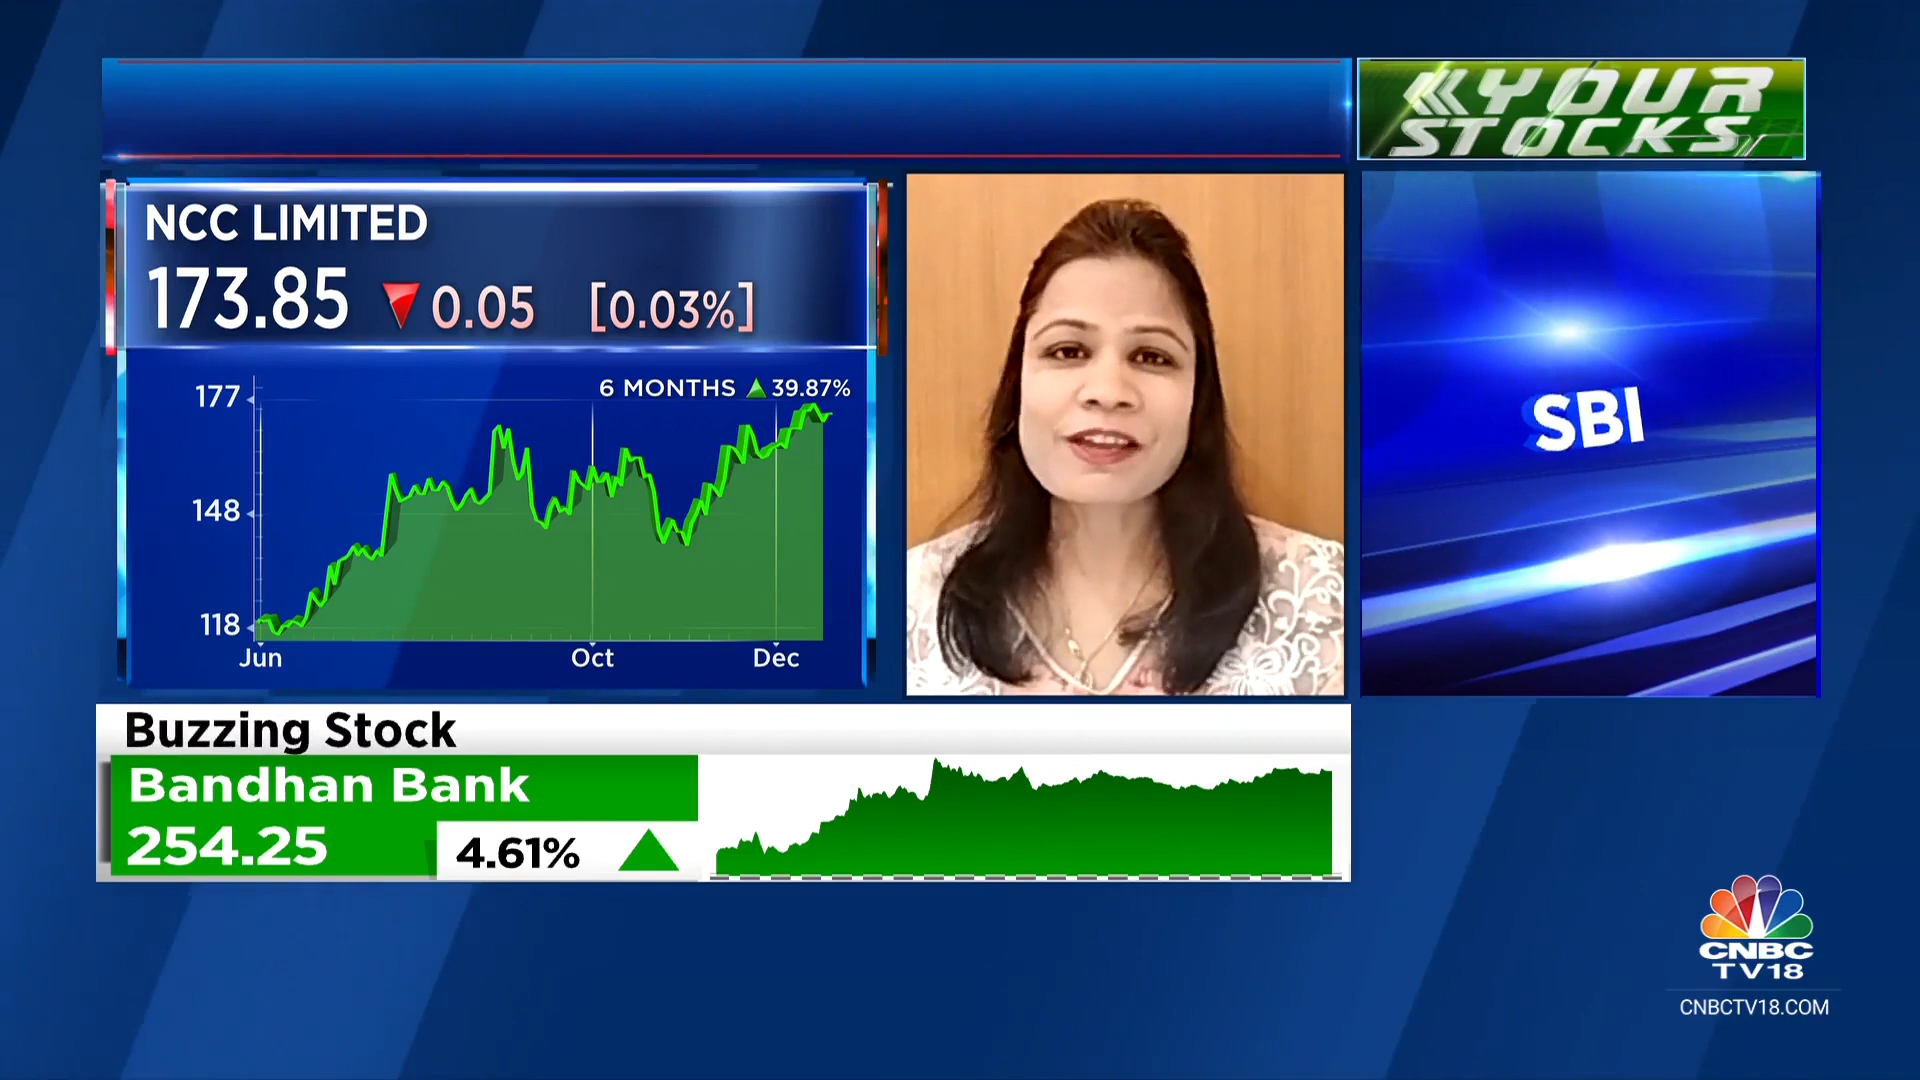 YOUR
STOCKS
NCC LIMITED
173.85 ▼ 0.05 [0.03%]
6 MONTHS ▲ 39.87%
177
148
118
Jun Oct Dec
SBI
Buzzing Stock
Bandhan Bank
254.25 4.61% ▲
CNBC
TV18
CNBCTV18.COM